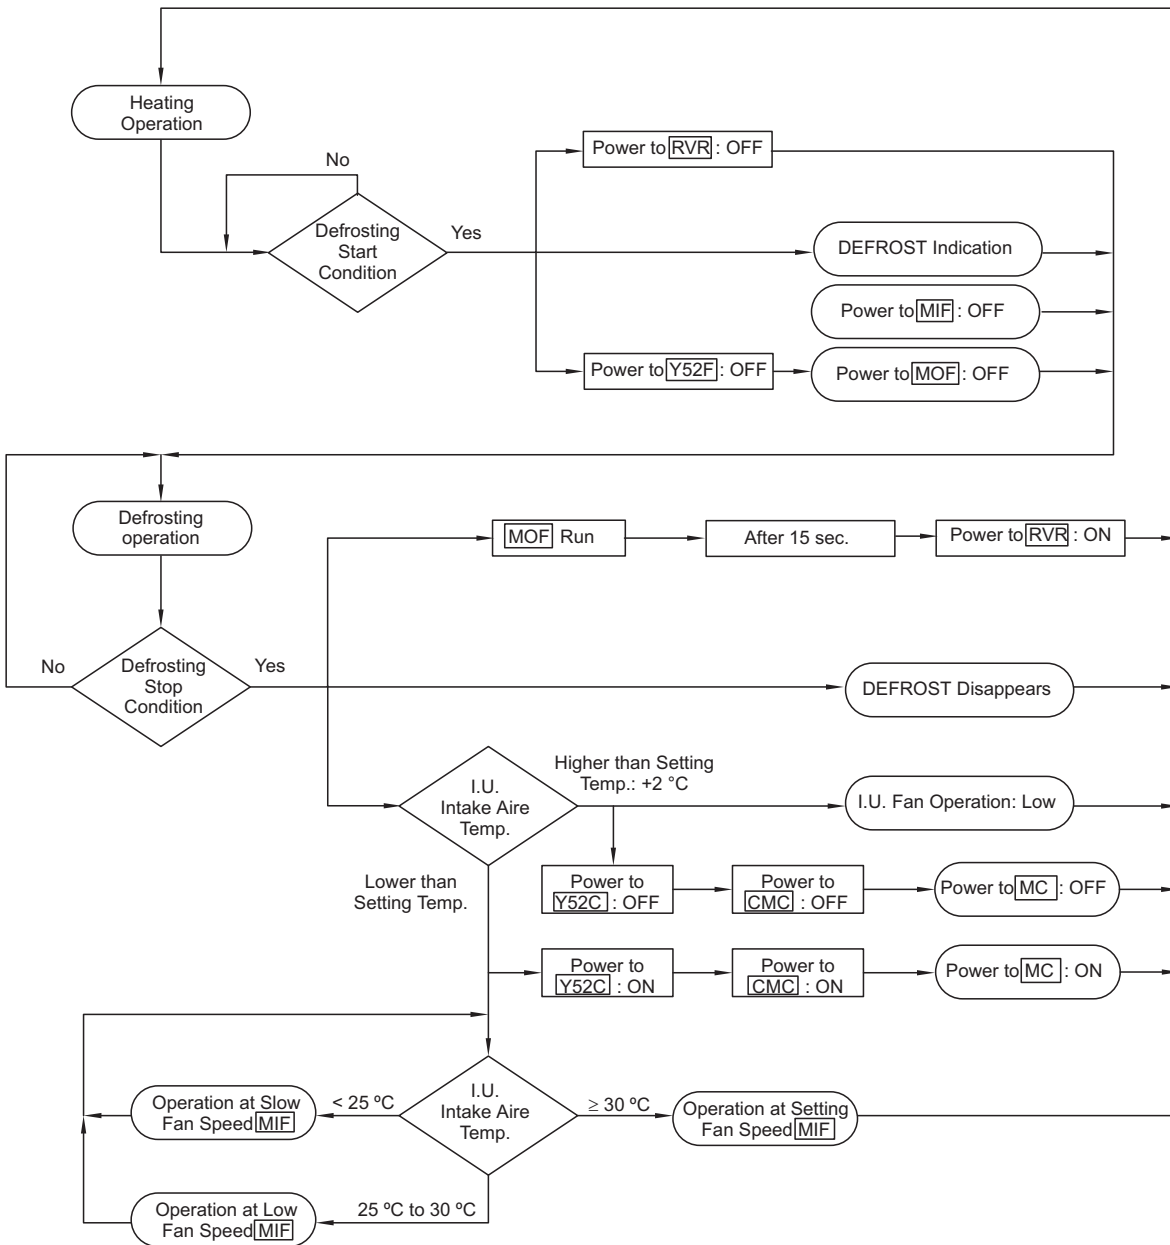 Heating
Operation
No
Defrosting
Start
Condition
Yes
Power to RVR : OFF
DEFROST Indication
Power to MIF : OFF
Power to Y52F : OFF
Power to MOF : OFF
Defrosting
operation
No
Defrosting
Stop
Condition
Yes
MOF Run
After 15 sec.
Power to RVR : ON
DEFROST Disappears
I.U.
Intake Aire
Temp.
Higher than Setting
Temp.: +2 °C
I.U. Fan Operation: Low
Lower than
Setting Temp.
Power to
Y52C : OFF
Power to
CMC : OFF
Power to MC : OFF
Power to
Y52C : ON
Power to
CMC : ON
Power to MC : ON
Operation at Slow
Fan Speed MIF
< 25 ºC
I.U.
Intake Aire
Temp.
≥ 30 ºC
Operation at Setting
Fan Speed MIF
Operation at Low
Fan Speed MIF
25 ºC to 30 ºC